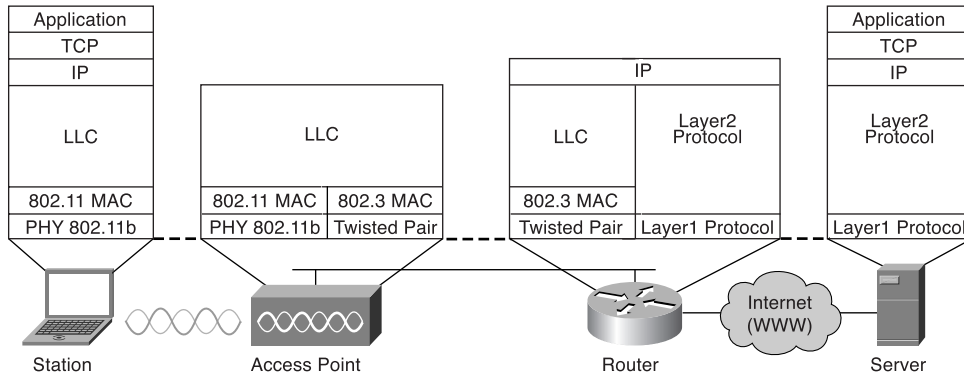 Application
TCP
IP
LLC
802.11 MAC
PHY 802.11b
LLC
802.11 MAC
802.3 MAC
PHY 802.11b
Twisted Pair
IP
LLC
Layer2
Protocol
802.3 MAC
Twisted Pair
Layer1 Protocol
Application
TCP
IP
Layer2
Protocol
Layer1 Protocol
Internet
(WWW)
Station
Access Point
Router
Server